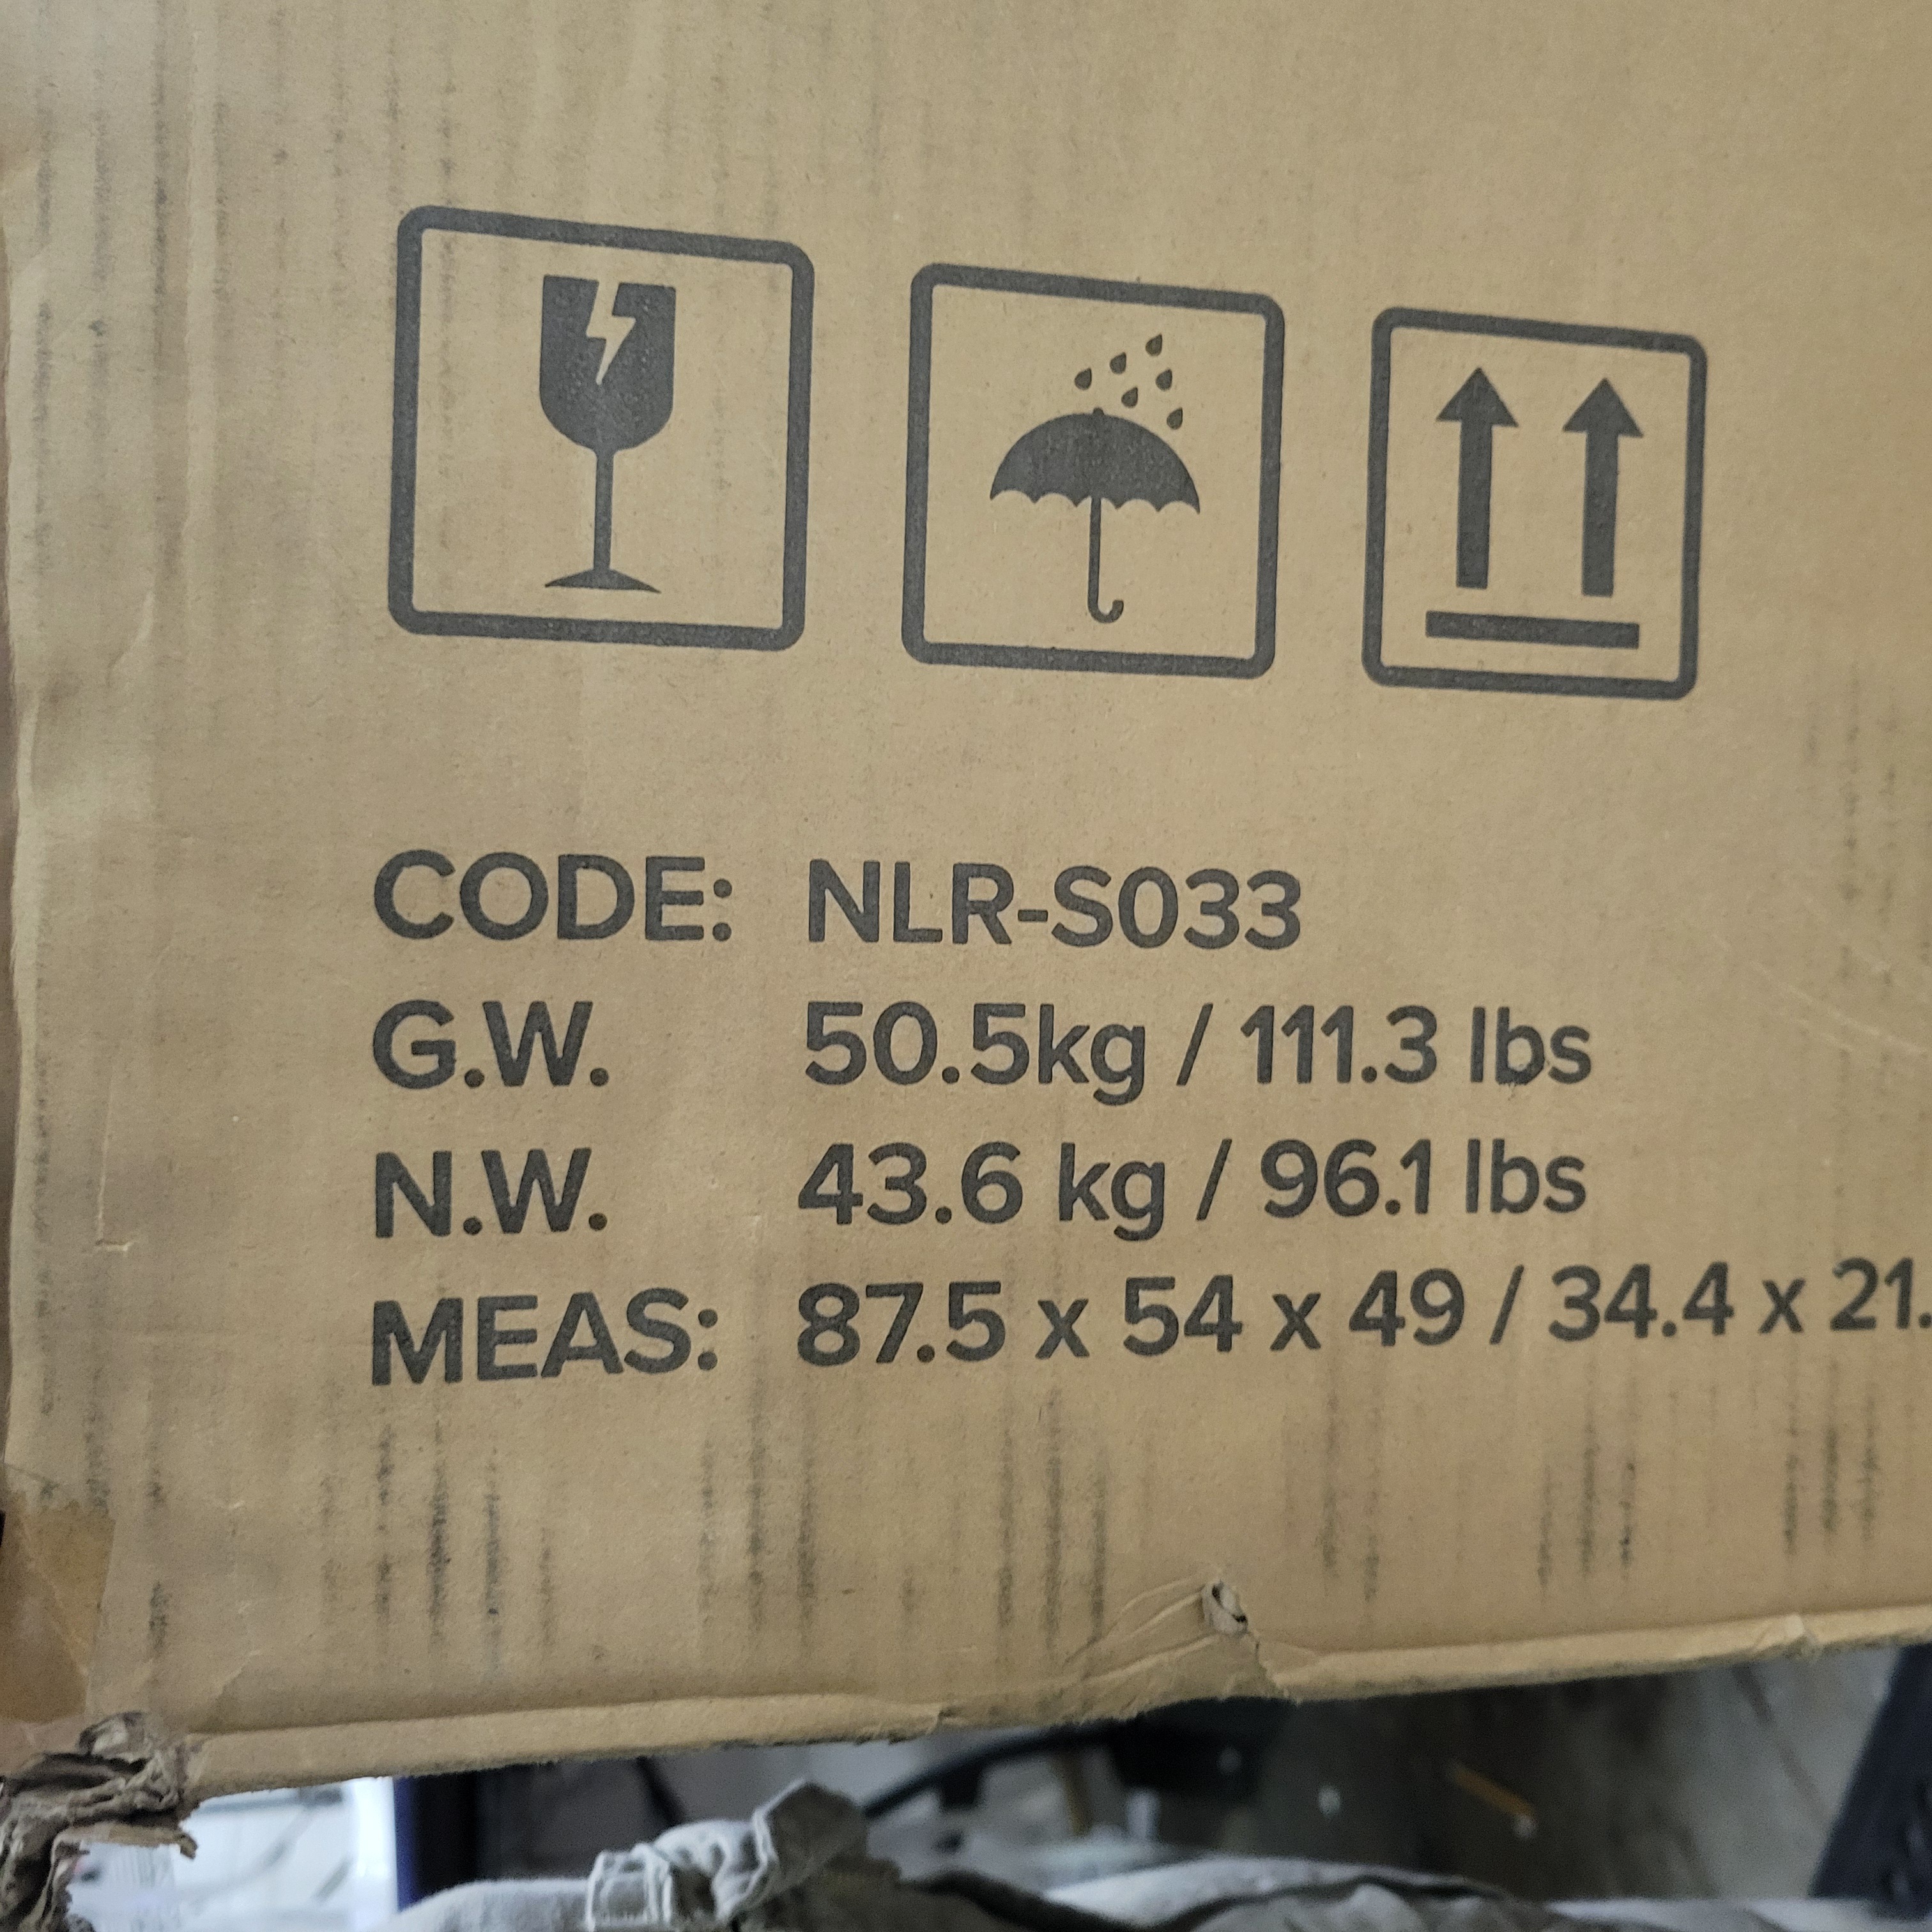 CODE: NLR-S033
G.W. 50.5kg / 111.3 lbs
N.W. 43.6 kg / 96.1 lbs
MEAS: 87.5 x 54 x 49 / 34.4 x 21.